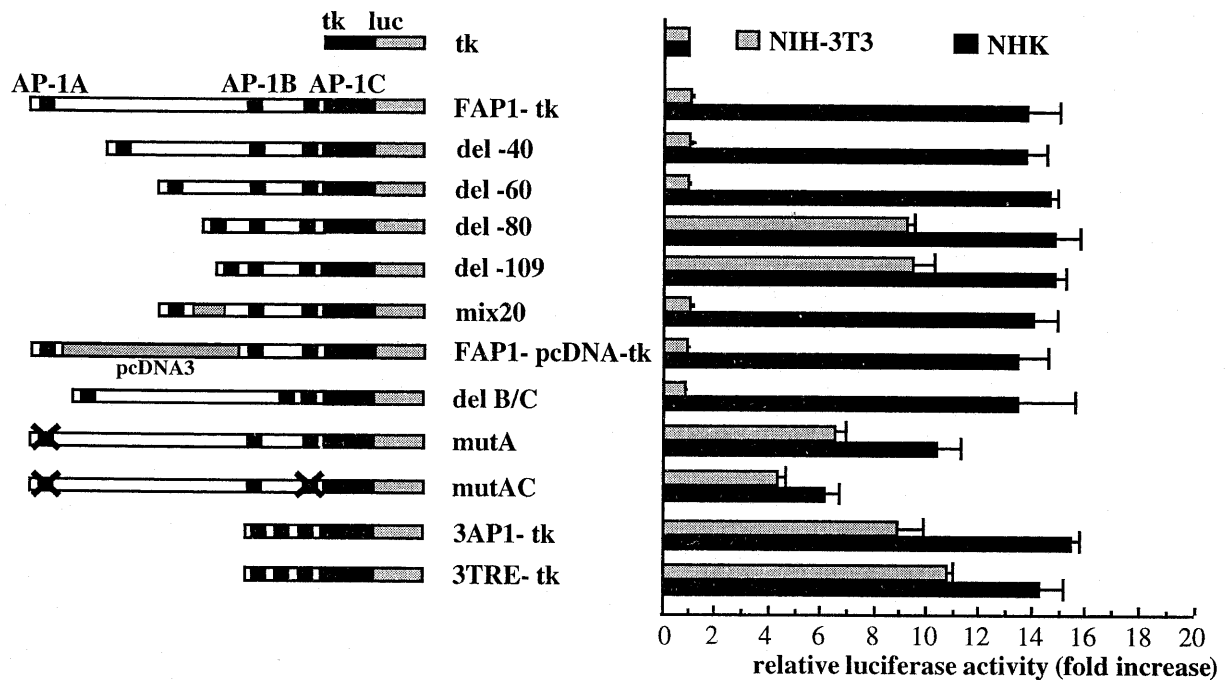 tk luc
tk
NIH-3T3
NHK
AP-1A AP-1B AP-1C
FAP1- tk
del -40
del -60
del -80
del -109
mix20
FAP1- pcDNA-tk
pcDNA3
del B/C
mutA
mutAC
3AP1- tk
3TRE- tk
0 2 4 6 8 10 12 14 16 18 20
relative luciferase activity (fold increase)